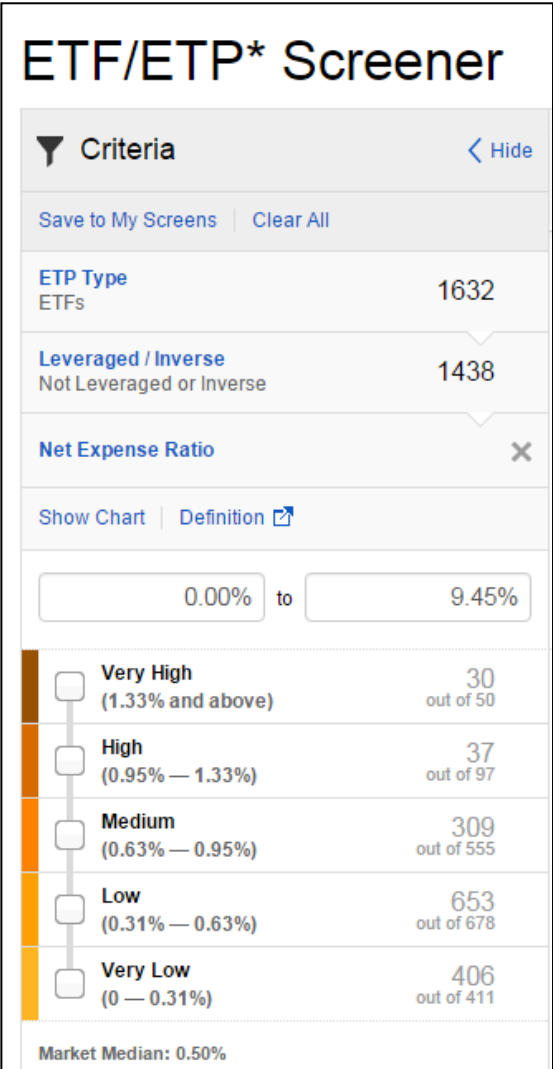 ETF/ETP* Screener
Criteria
Hide
Save to My Screens
Clear All
ETP Type
ETFs
1632
Leveraged / Inverse
Not Leveraged or Inverse
1438
Net Expense Ratio
Show Chart
Definition
0.00% to 9.45%
Very High
(1.33% and above)
30
out of 50
High
(0.95% — 1.33%)
37
out of 97
Medium
(0.63% — 0.95%)
309
out of 555
Low
(0.31% — 0.63%)
653
out of 678
Very Low
(0 — 0.31%)
406
out of 411
Market Median: 0.50%